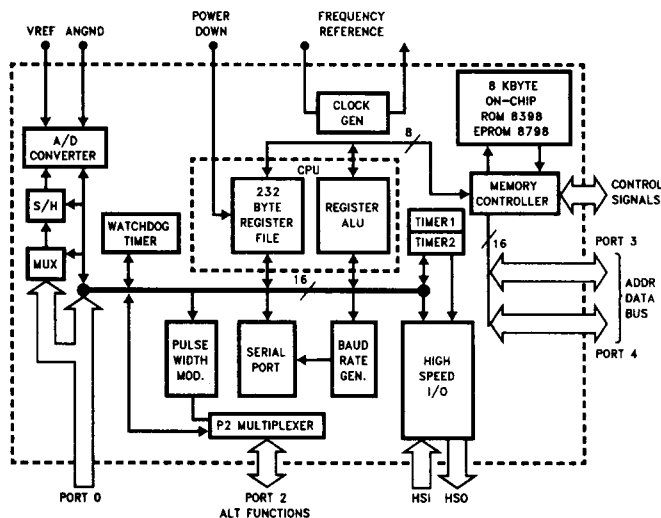 VREF ANGND
POWER
DOWN
FREQUENCY
REFERENCE
CLOCK
GEN
8 KBYTE
ON-CHIP
ROM 8398
EPROM 8798
A/D
CONVERTER
8
CPU
S/H
232
BYTE
REGISTER
FILE
REGISTER
ALU
MEMORY
CONTROLLER
CONTROL
SIGNALS
WATCHDOG
TIMER
TIMER1
TIMER2
MUX
16
16
PORT 3
ADDR
DATA
BUS
PORT 4
PULSE
WIDTH
MOD.
SERIAL
PORT
BAUD
RATE
GEN.
HIGH
SPEED
I/O
P2 MULTIPLEXER
PORT 0
PORT 2
ALT FUNCTIONS
HSI
HSO